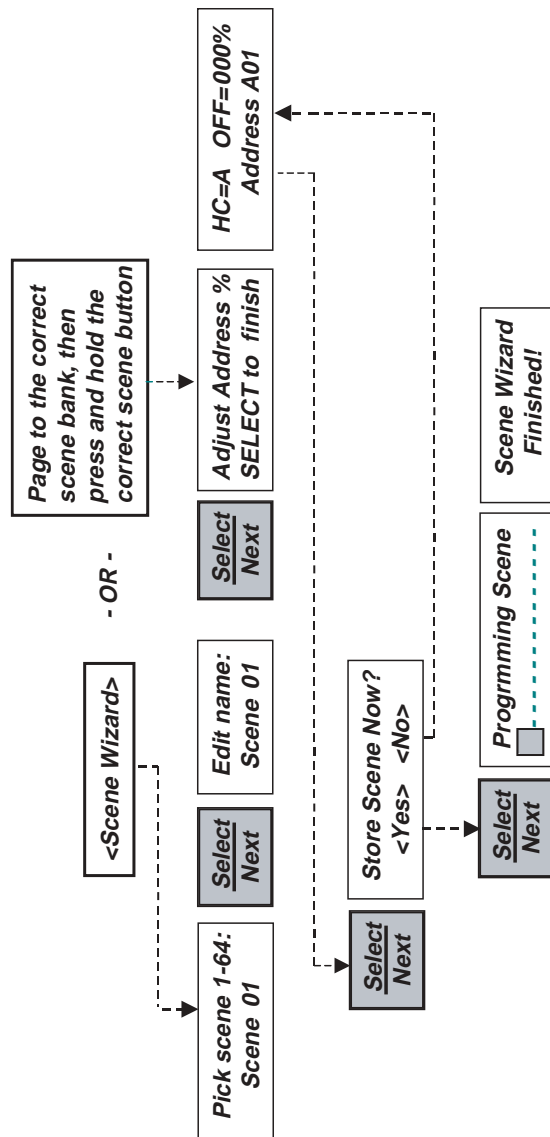 Page to the correct
scene bank, then
press and hold the
correct scene button
- OR -
<Scene Wizard>
Pick scene 1-64:
Scene 01
Select
Next
Edit name:
Scene 01
Select
Next
Adjust Address %
SELECT to finish
HC=A OFF=000%
Address A01
Select
Next
Store Scene Now?
<Yes> <No>
Select
Next
Progrmming Scene
Scene Wizard
Finished!